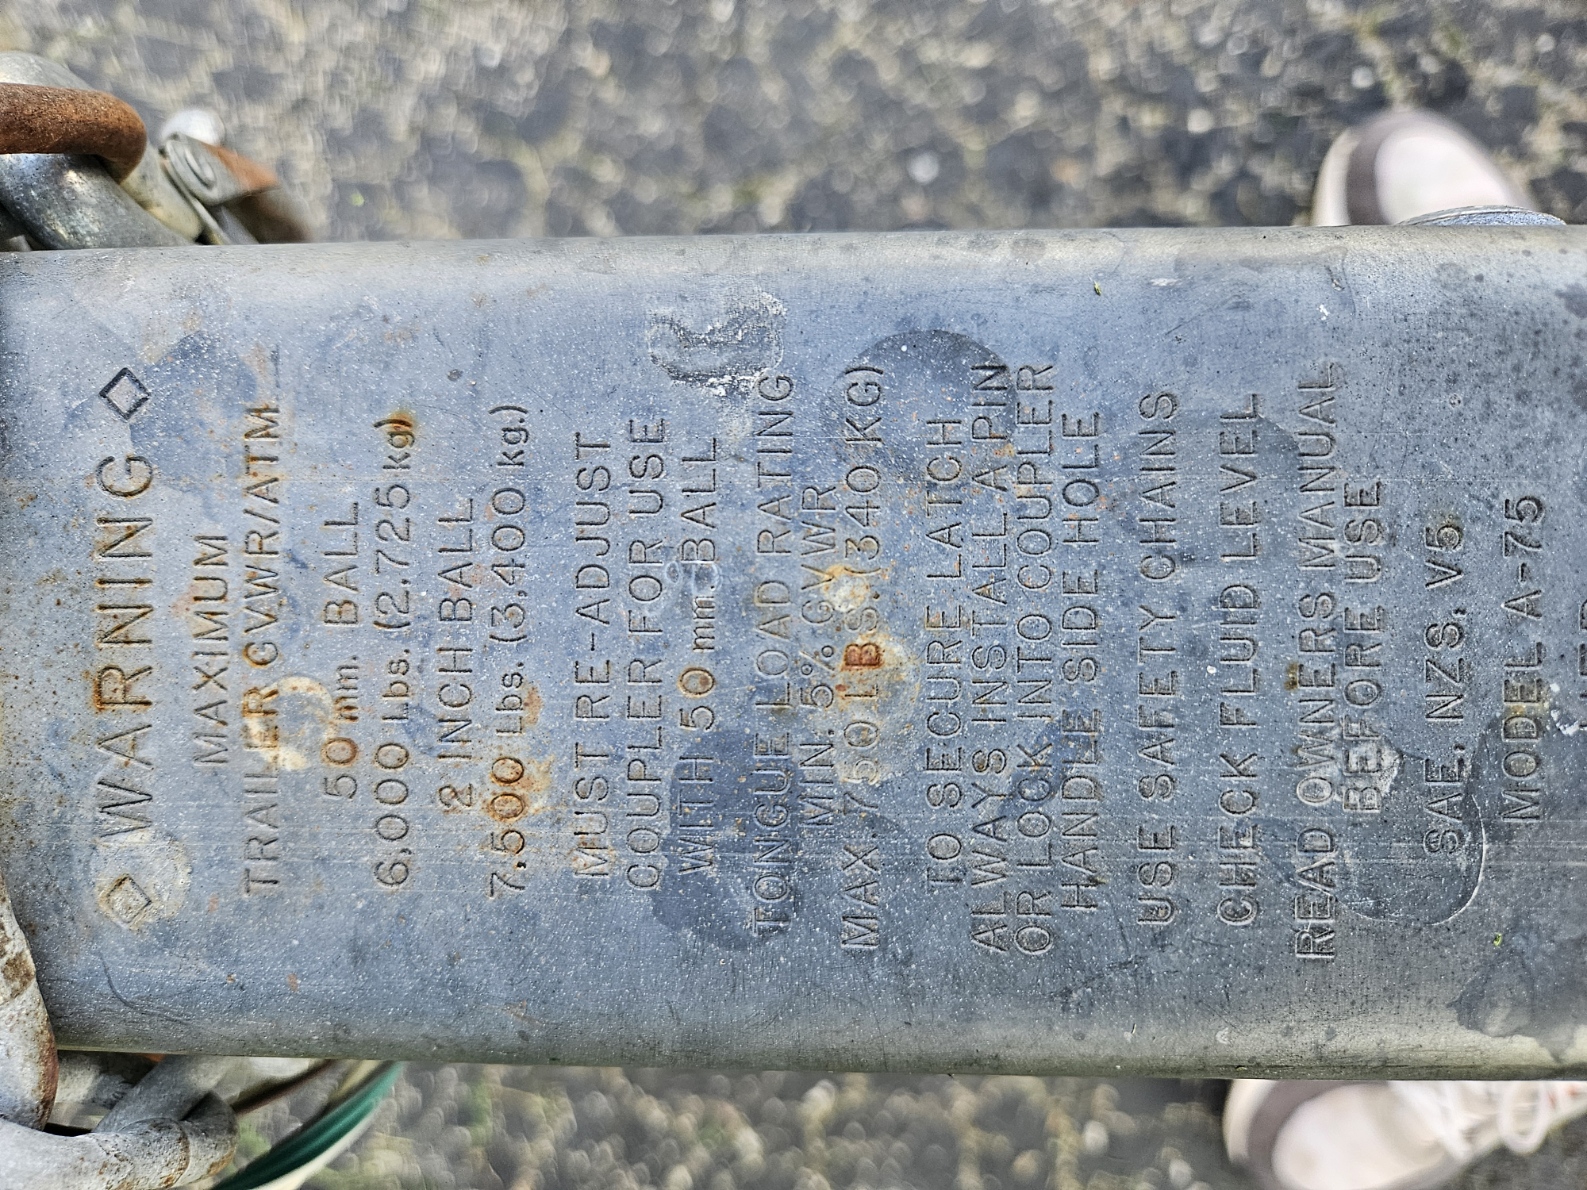 ◇ WARNING ◇
MAXIMUM
TRAILER GVWR/ATM
50 mm. BALL
6,000 Lbs. (2.725 kg)
2 INCH BALL
7,500 Lbs. (3,400 kg.)
MUST RE-ADJUST
COUPLER FOR USE
WITH 50 mm. BALL
TONGUE LOAD RATING
MIN. 5% GVWR
MAX 750 LBS. (340 KG)
TO SECURE LATCH
ALWAYS INSTALL A PIN
OR LOCK INTO COUPLER
HANDLE SIDE HOLE
USE SAFETY CHAINS
CHECK FLUID LEVEL
READ OWNERS MANUAL
BEFORE USE
SAE, NZS, V5,
MODEL A-75